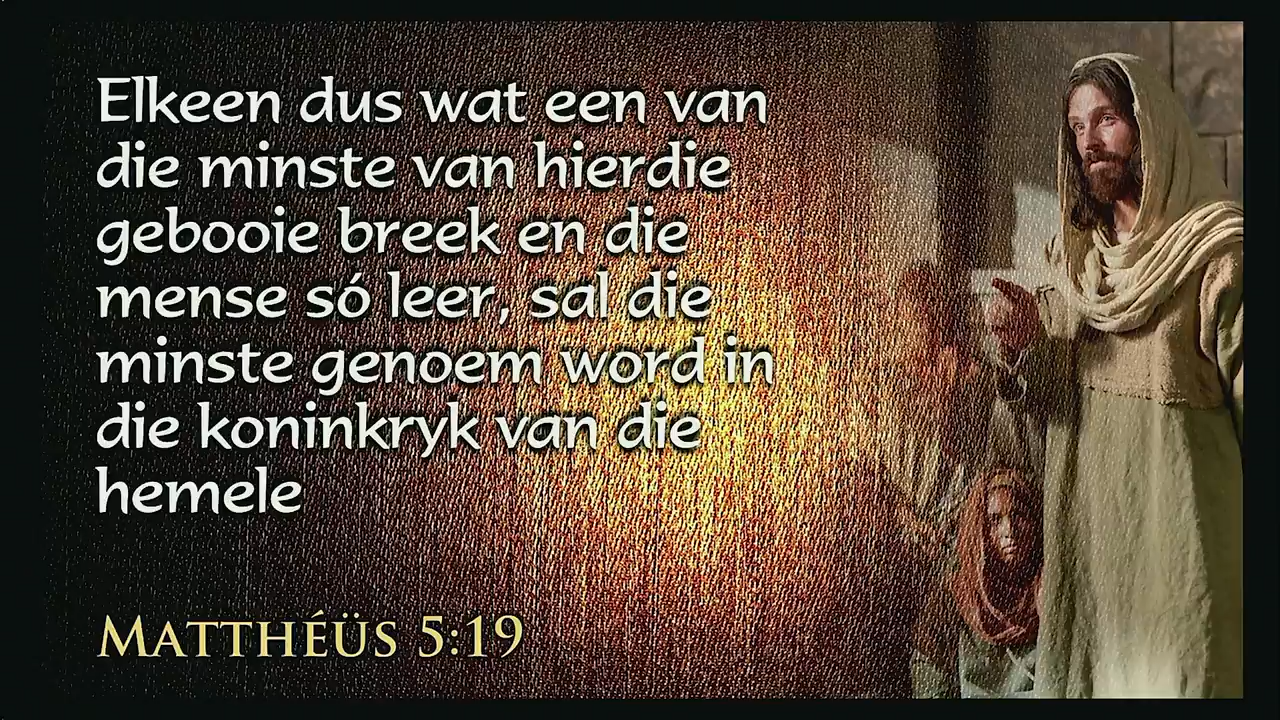 Elkeen dus wat een van
die minste van hierdie
gebooie breek en die
mense só leer, sal die
minste genoem word in
die koninkryk van die
hemele
Matthéüs 5:19